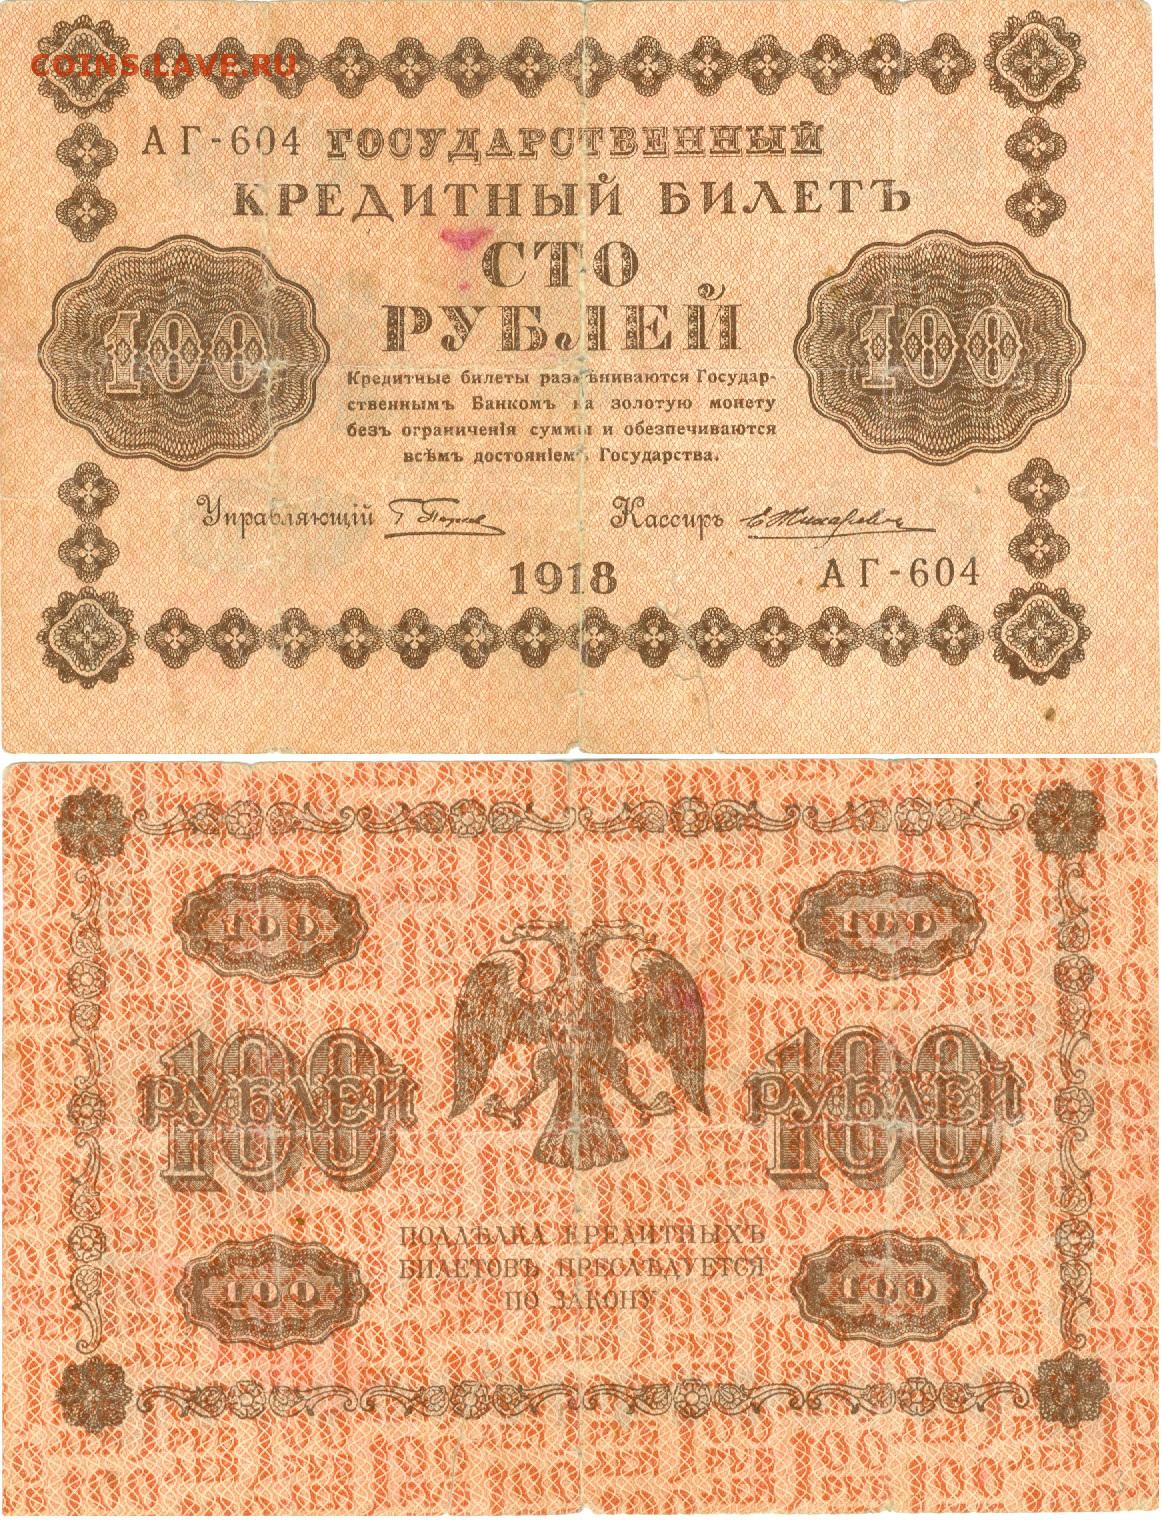 COINS.LAVE.RU
АГ-604 ГОСУДАРСТВЕННЫЙ
КРЕДИТНЫЙ БИЛЕТЪ
СТО
РУБЛЕЙ
100 100
Кредитные билеты размѣниваются Государ-
ственнымъ Банкомъ на золотую монету
безъ ограниченія суммы и обезпечиваются
всѣмъ достояніемъ Государства.
Управляющій Кассиръ
1918 АГ-604
100 100
100 РУБЛЕЙ 100 РУБЛЕЙ
ПОДДѢЛКА КРЕДИТНЫХЪ
БИЛЕТОВЪ ПРЕСЛѢДУЕТСЯ
ПО ЗАКОНУ.
100 100